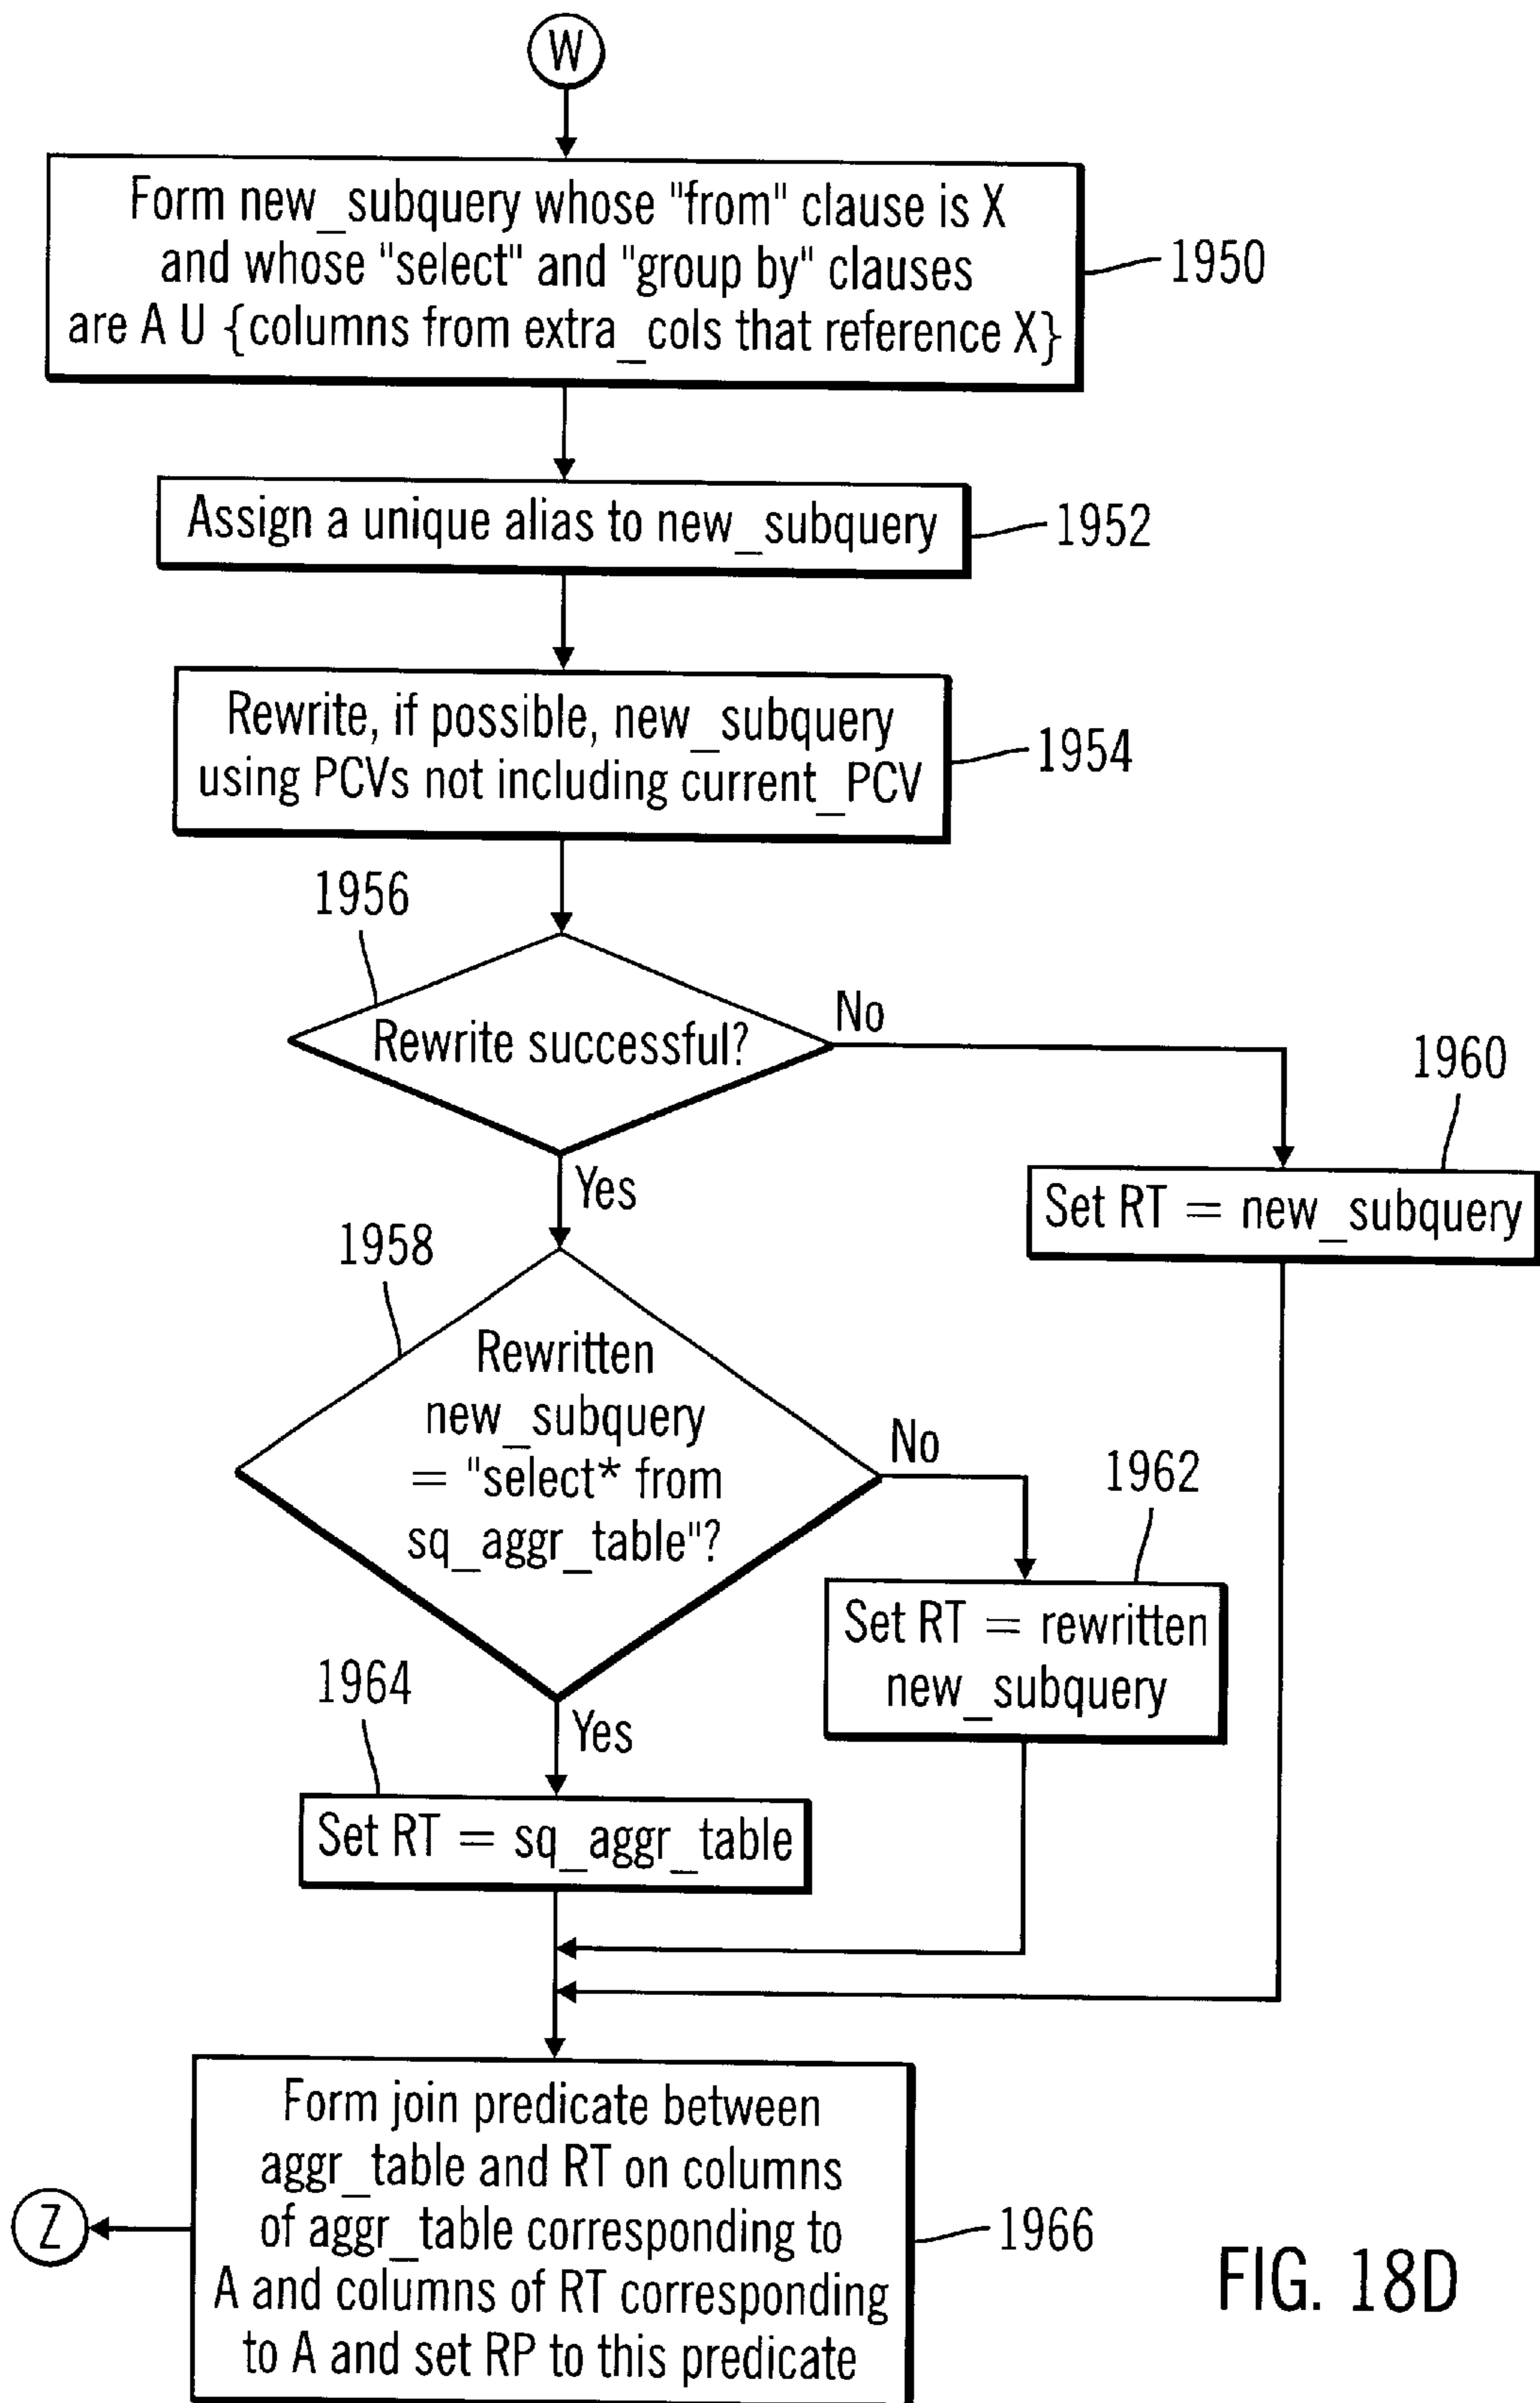 W
Form new_subquery whose "from" clause is X
and whose "select" and "group by" clauses
are A U {columns from extra_cols that reference X}
1950
Assign a unique alias to new_subquery
1952
Rewrite, if possible, new_subquery
using PCVs not including current_PCV
1954
1956
Rewrite successful?
No
Yes
1960
Set RT = new_subquery
1958
Rewritten
new_subquery
= "select* from
sq_aggr_table"?
No
Yes
1962
Set RT = rewritten
new_subquery
1964
Set RT = sq_aggr_table
Form join predicate between
aggr_table and RT on columns
of aggr_table corresponding to
A and columns of RT corresponding
to A and set RP to this predicate
1966
Z
FIG. 18D